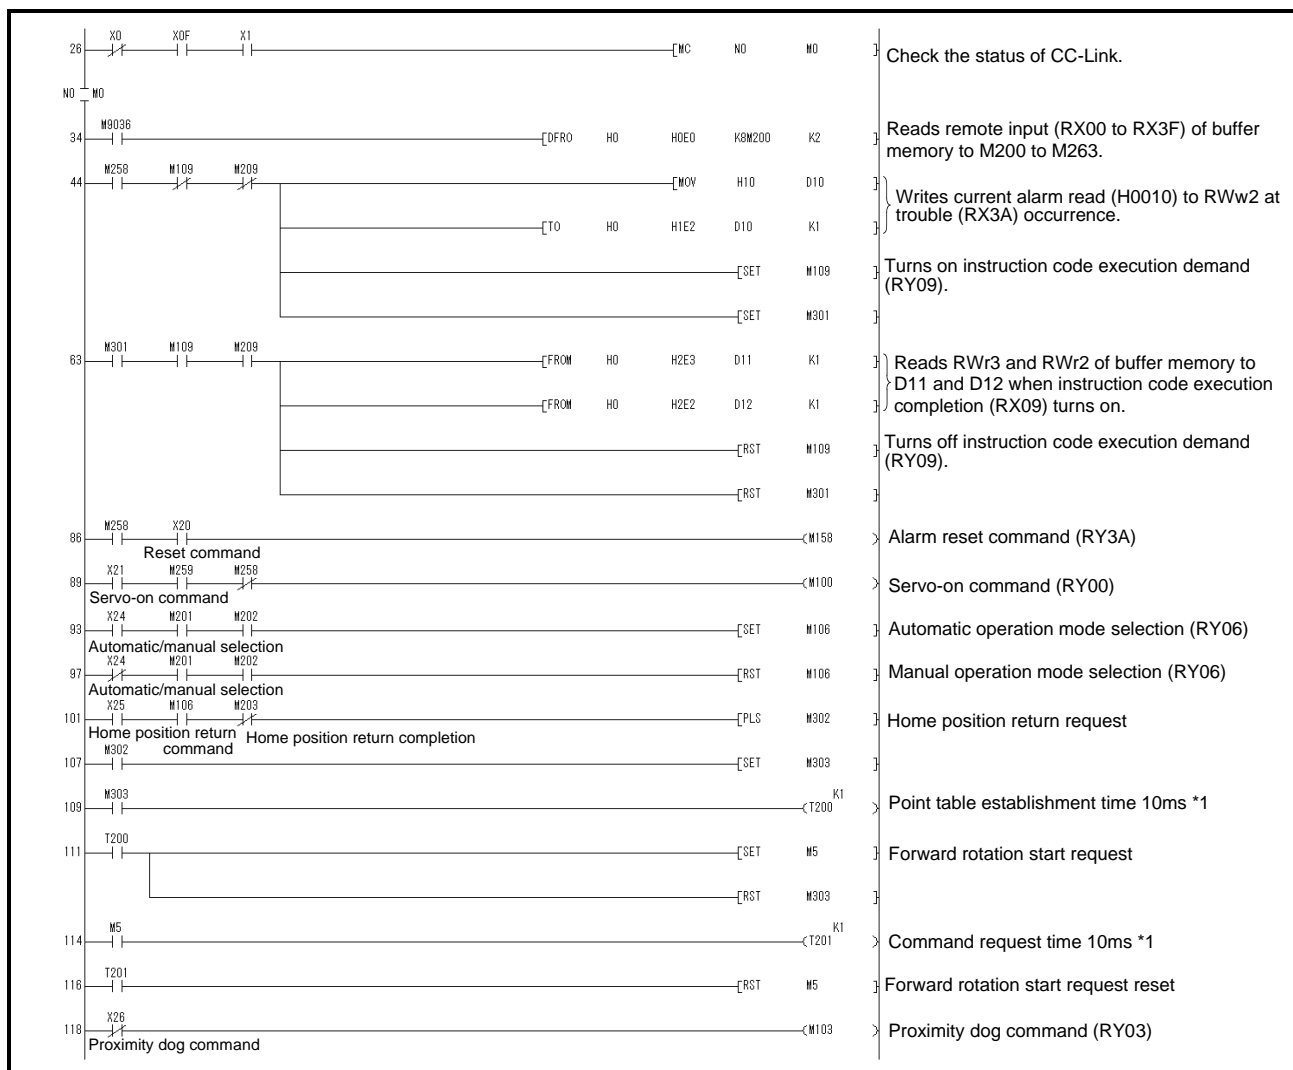 X0 X0F X1
26 [MC N0 M0 ] Check the status of CC-Link.
N0 M0
M9036
34 [DFRO H0 H0E0 K8M200 K2 ] Reads remote input (RX00 to RX3F) of buffer
memory to M200 to M263.
M258 M109 M209
44 [MOV H10 D10 ] Writes current alarm read (H0010) to RWw2 at
trouble (RX3A) occurrence.
[TO H0 H1E2 D10 K1 ]
[SET M109 ] Turns on instruction code execution demand
(RY09).
[SET M301 ]
M301 M109 M209
63 [FROM H0 H2E3 D11 K1 ] Reads RWr3 and RWr2 of buffer memory to
D11 and D12 when instruction code execution
completion (RX09) turns on.
[FROM H0 H2E2 D12 K1 ]
[RST M109 ] Turns off instruction code execution demand
(RY09).
[RST M301 ]
M258 X20
86 (M158 ) Alarm reset command (RY3A)
Reset command
X21 M259 M258
89 (M100 ) Servo-on command (RY00)
Servo-on command
X24 M201 M202
93 [SET M106 ] Automatic operation mode selection (RY06)
Automatic/manual selection
X24 M201 M202
97 [RST M106 ] Manual operation mode selection (RY06)
Automatic/manual selection
X25 M106 M203
101 [PLS M302 ] Home position return request
Home position return command Home position return completion
M302
107 [SET M303 ]
M303 K1
109 (T200 ) Point table establishment time 10ms *1
T200
111 [SET M5 ] Forward rotation start request
[RST M303 ]
M5 K1
114 (T201 ) Command request time 10ms *1
T201
116 [RST M5 ] Forward rotation start request reset
X26
118 (M103 ) Proximity dog command (RY03)
Proximity dog command